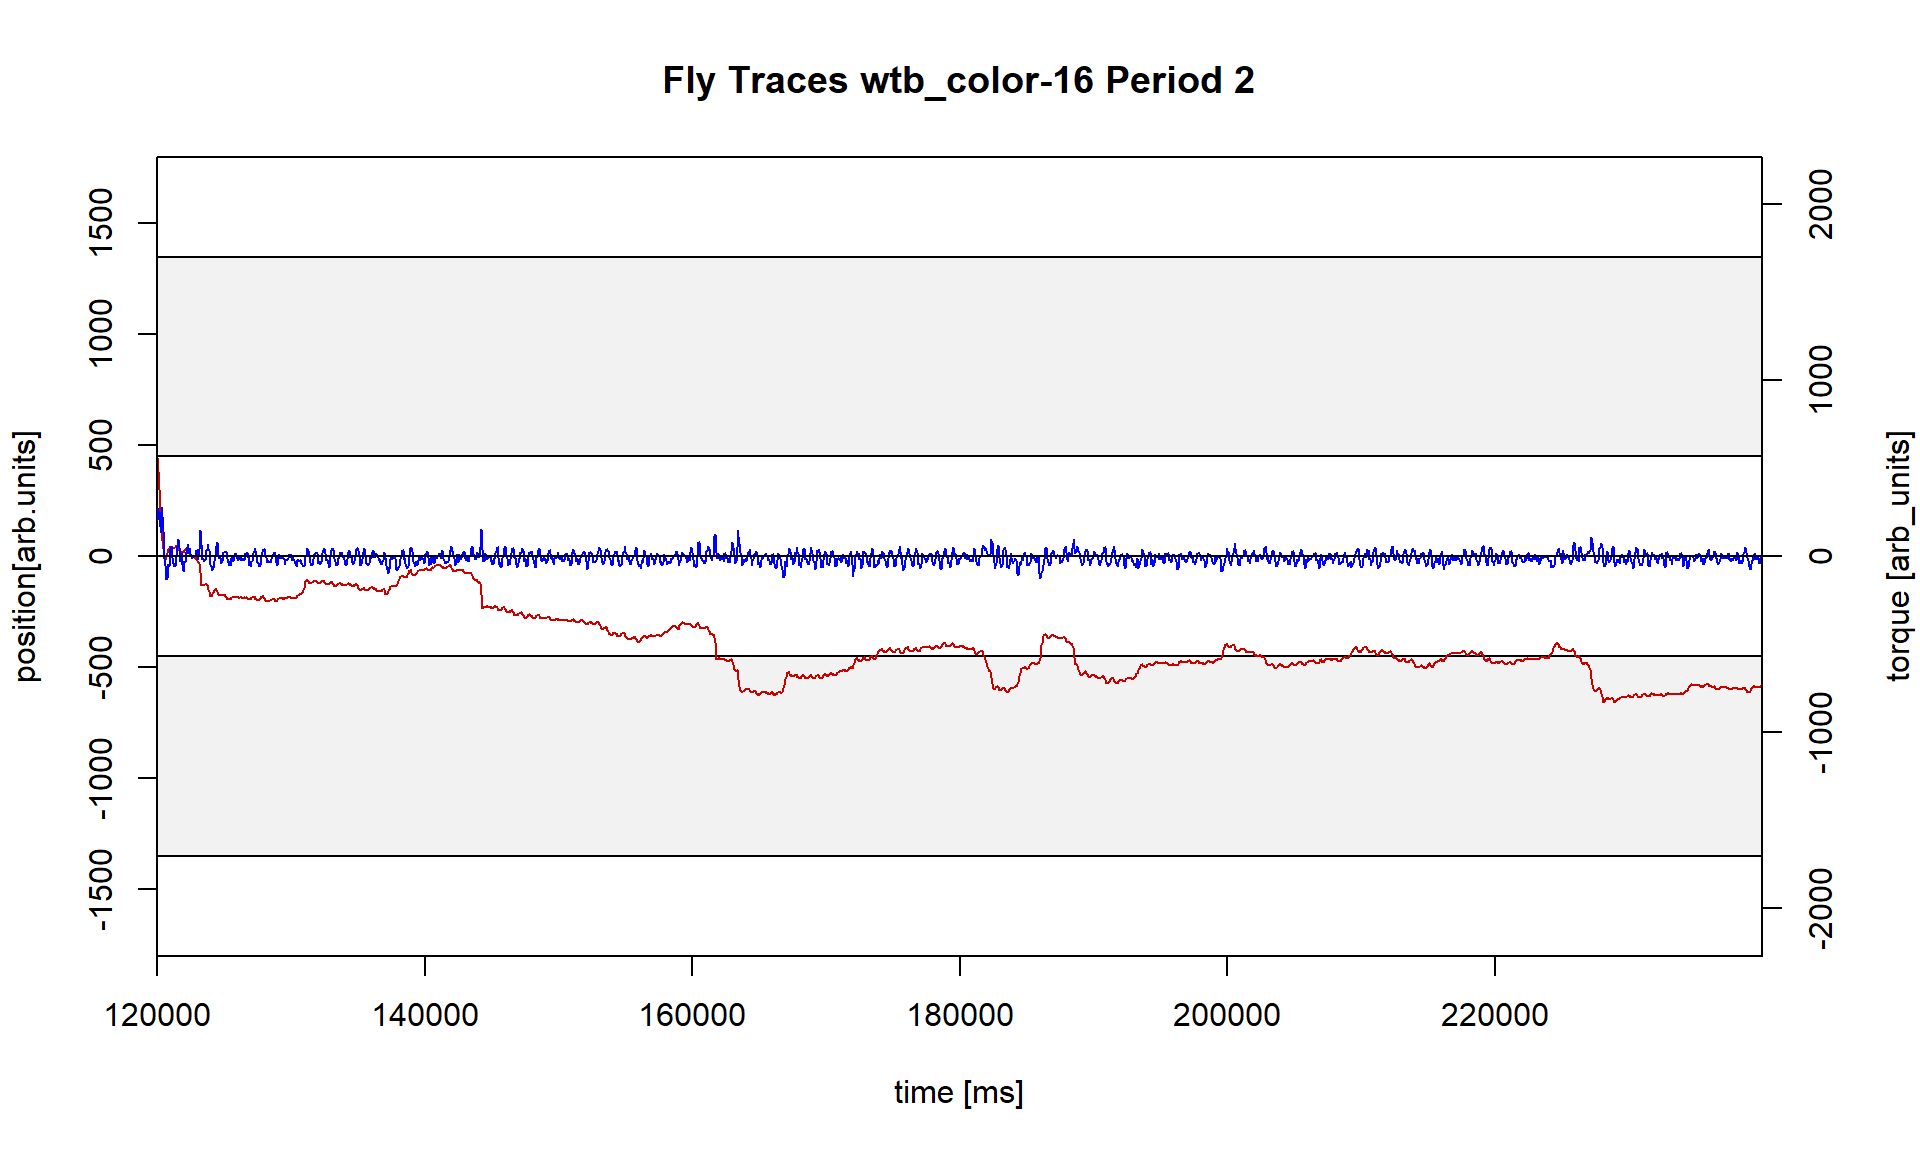 Fly Traces wtb_color-16 Period 2
position[arb.units]
1500
1000
500
0
-500
-1000
-1500
2000
1000
0
-1000
-2000
torque [arb_units]
120000 140000 160000 180000 200000 220000
time [ms]